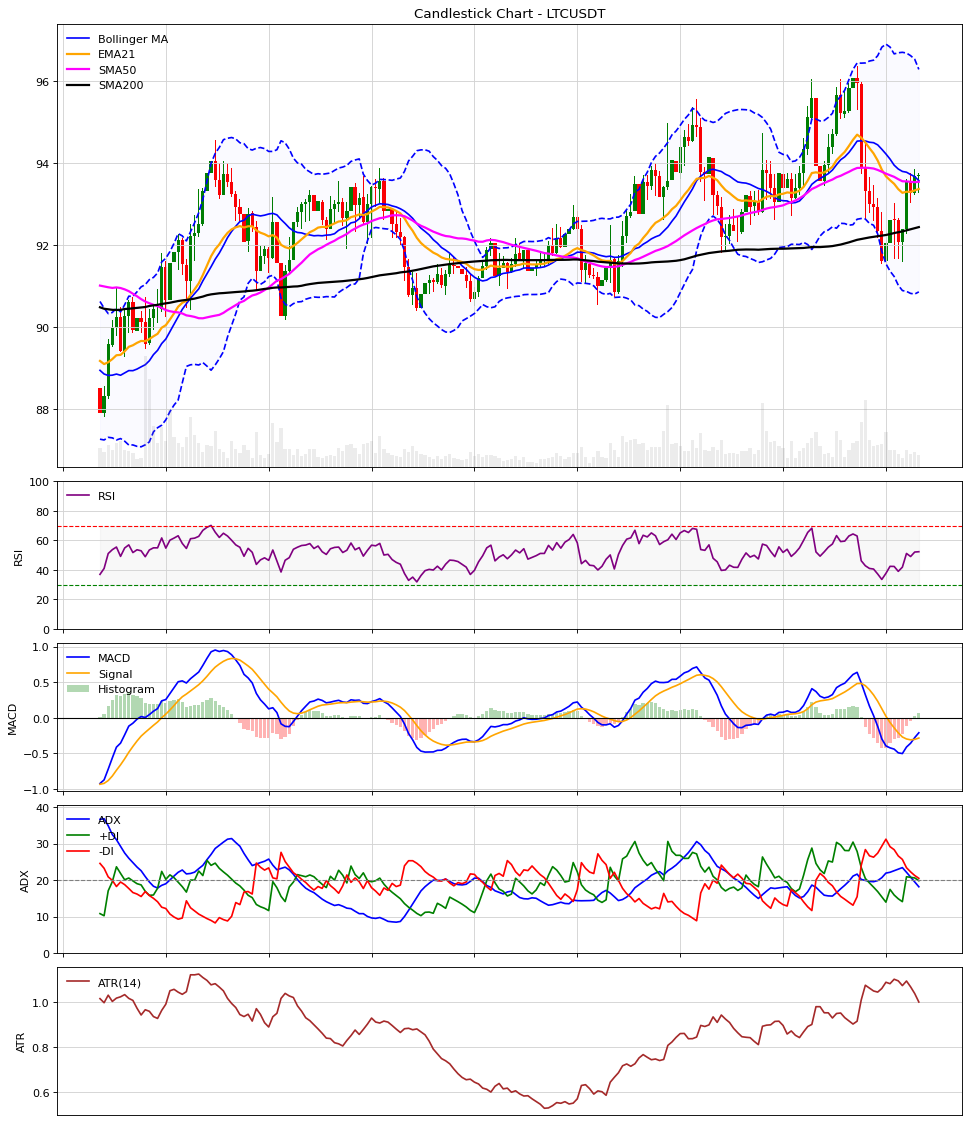 Candlestick Chart - LTCUSDT
Bollinger MA
EMA21
SMA50
SMA200
96
94
92
90
88
RSI
100
80
60
40
20
0
RSI
MACD
Signal
Histogram
1.0
0.5
0.0
−0.5
−1.0
MACD
ADX
+DI
-DI
40
30
20
10
0
ADX
ATR(14)
1.0
0.8
0.6
ATR